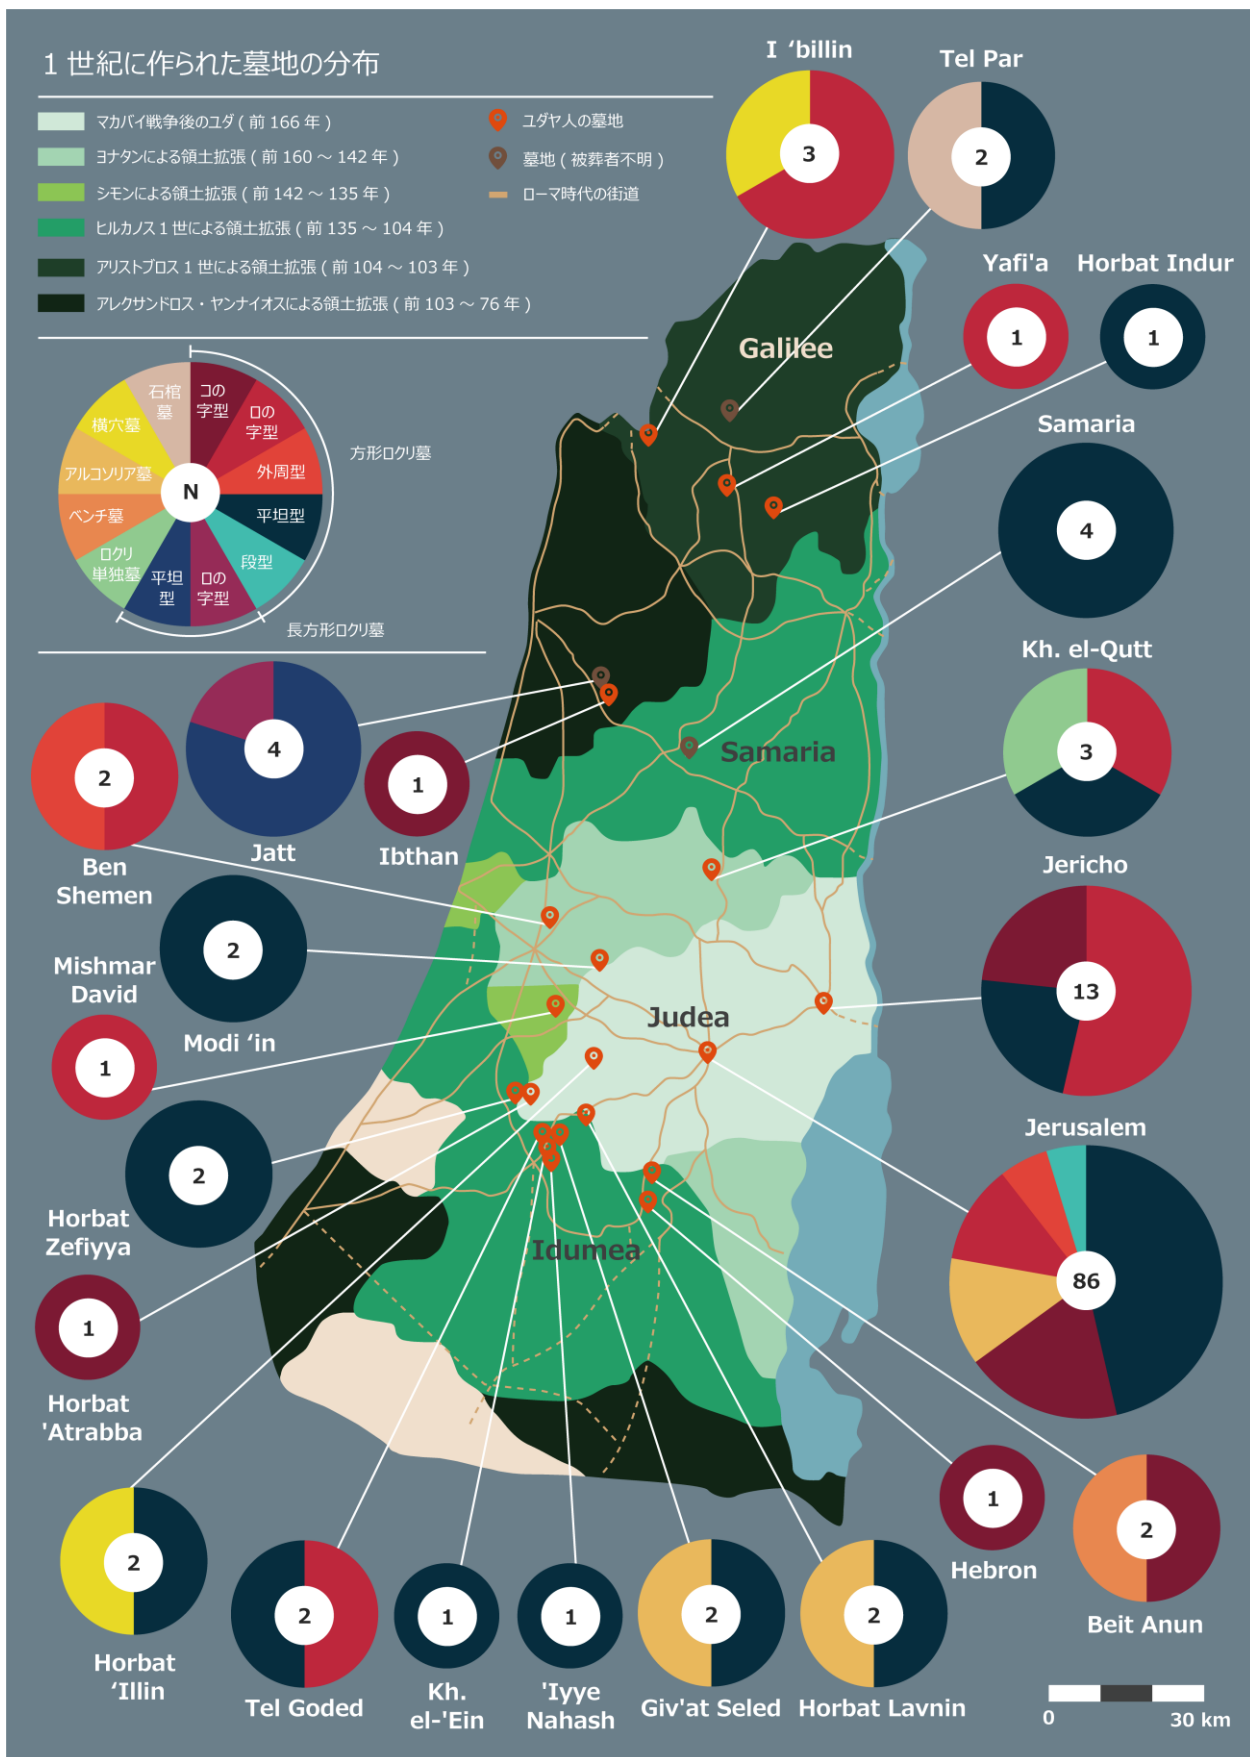 1 世紀に作られた墓地の分布
マカバイ戦争後のユダ ( 前 166 年 )
ヨナタンによる領土拡張 ( 前 160 ～ 142 年 )
シモンによる領土拡張 ( 前 142 ～ 135 年 )
ヒルカノス 1 世による領土拡張 ( 前 135 ～ 104 年 )
アリストブロス 1 世による領土拡張 ( 前 104 ～ 103 年 )
アレクサンドロス・ヤンナイオスによる領土拡張 ( 前 103 ～ 76 年 )
ユダヤ人の墓地
墓地 ( 被葬者不明 )
ローマ時代の街道
コの
字型
ロの
字型
外周型
平坦型
段型
ロの
字型
平坦
型
ロクリ
単独墓
ベンチ墓
アルコソリア墓
横穴墓
石棺
墓
N
方形ロクリ墓
長方形ロクリ墓
I ‘billin
3
Tel Par
2
Yafi'a
1
Horbat Indur
1
Samaria
4
Kh. el-Qutt
3
Jericho
13
Jerusalem
86
Galilee
Samaria
Judea
Idumea
2
Ben
Shemen
4
Jatt
1
Ibthan
2
Modi ‘in
Mishmar
David
1
2
Horbat
Zefiyya
1
Horbat
'Atrabba
2
Horbat
‘Illin
2
Tel Goded
1
Kh.
el-'Ein
1
'Iyye
Nahash
2
Giv'at Seled
2
Horbat Lavnin
1
Hebron
2
Beit Anun
0
30 km